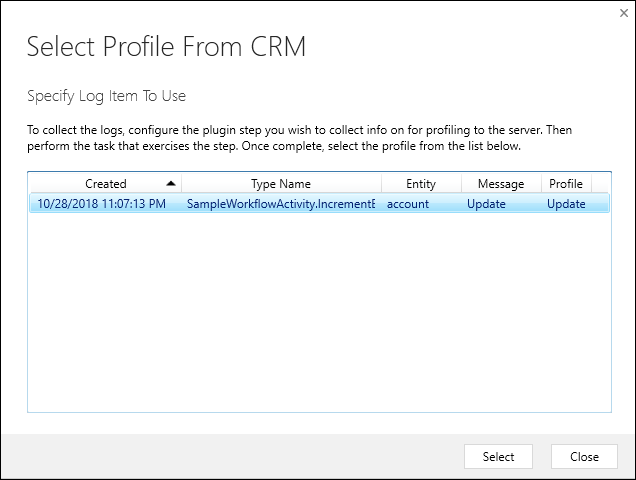 Select Profile From CRM
Specify Log Item To Use
To collect the logs, configure the plugin step you wish to collect info on for profiling to the server. Then
perform the task that exercises the step. Once complete, select the profile from the list below.
Created Type Name Entity Message Profile
10/28/2018 11:07:13 PM SampleWorkflowActivity.IncrementE account Update Update
Select Close